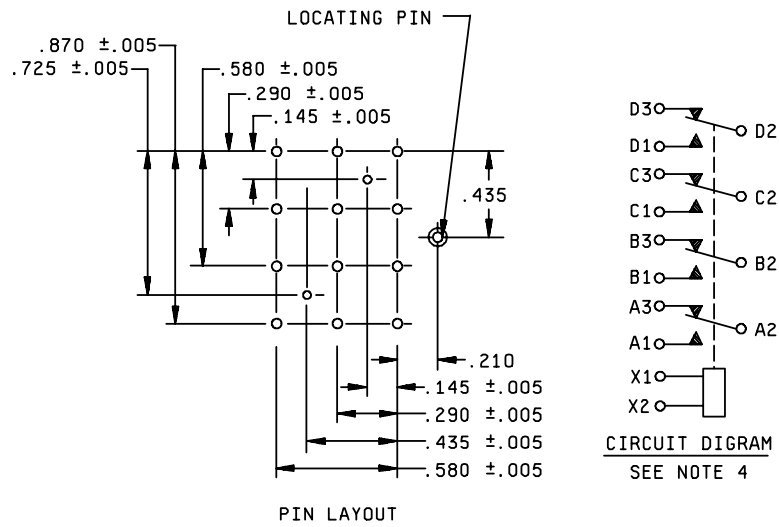 LOCATING PIN
.870 ±.005
.725 ±.005
.580 ±.005
.290 ±.005
.145 ±.005
.435
.210
.145 ±.005
.290 ±.005
.435 ±.005
.580 ±.005
PIN LAYOUT
D3
D2
D1
C3
C2
C1
B3
B2
B1
A3
A2
A1
X1
X2
CIRCUIT DIGRAM
SEE NOTE 4